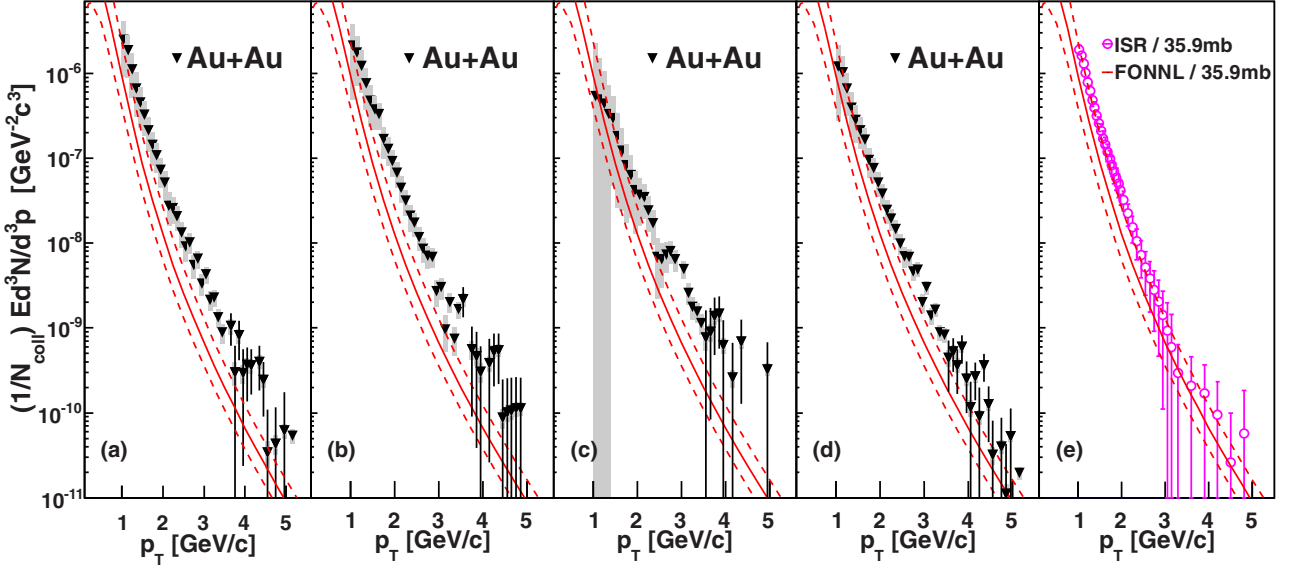 (1/N_coll) Ed³N/d³p [GeV⁻²c³]
10⁻⁶
10⁻⁷
10⁻⁸
10⁻⁹
10⁻¹⁰
10⁻¹¹
Au+Au
Au+Au
Au+Au
Au+Au
ISR / 35.9mb
FONNL / 35.9mb
(a)
(b)
(c)
(d)
(e)
1 2 3 4 5
1 2 3 4 5
1 2 3 4 5
1 2 3 4 5
1 2 3 4 5
p_T [GeV/c]
p_T [GeV/c]
p_T [GeV/c]
p_T [GeV/c]
p_T [GeV/c]